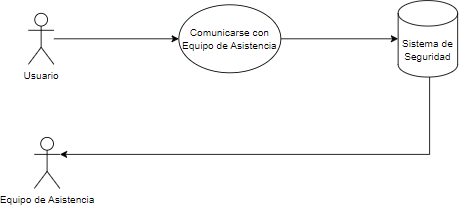 Comunicarse con
Equipo de Asistencia
Sistema de
Seguridad
Usuario
Equipo de Asistencia